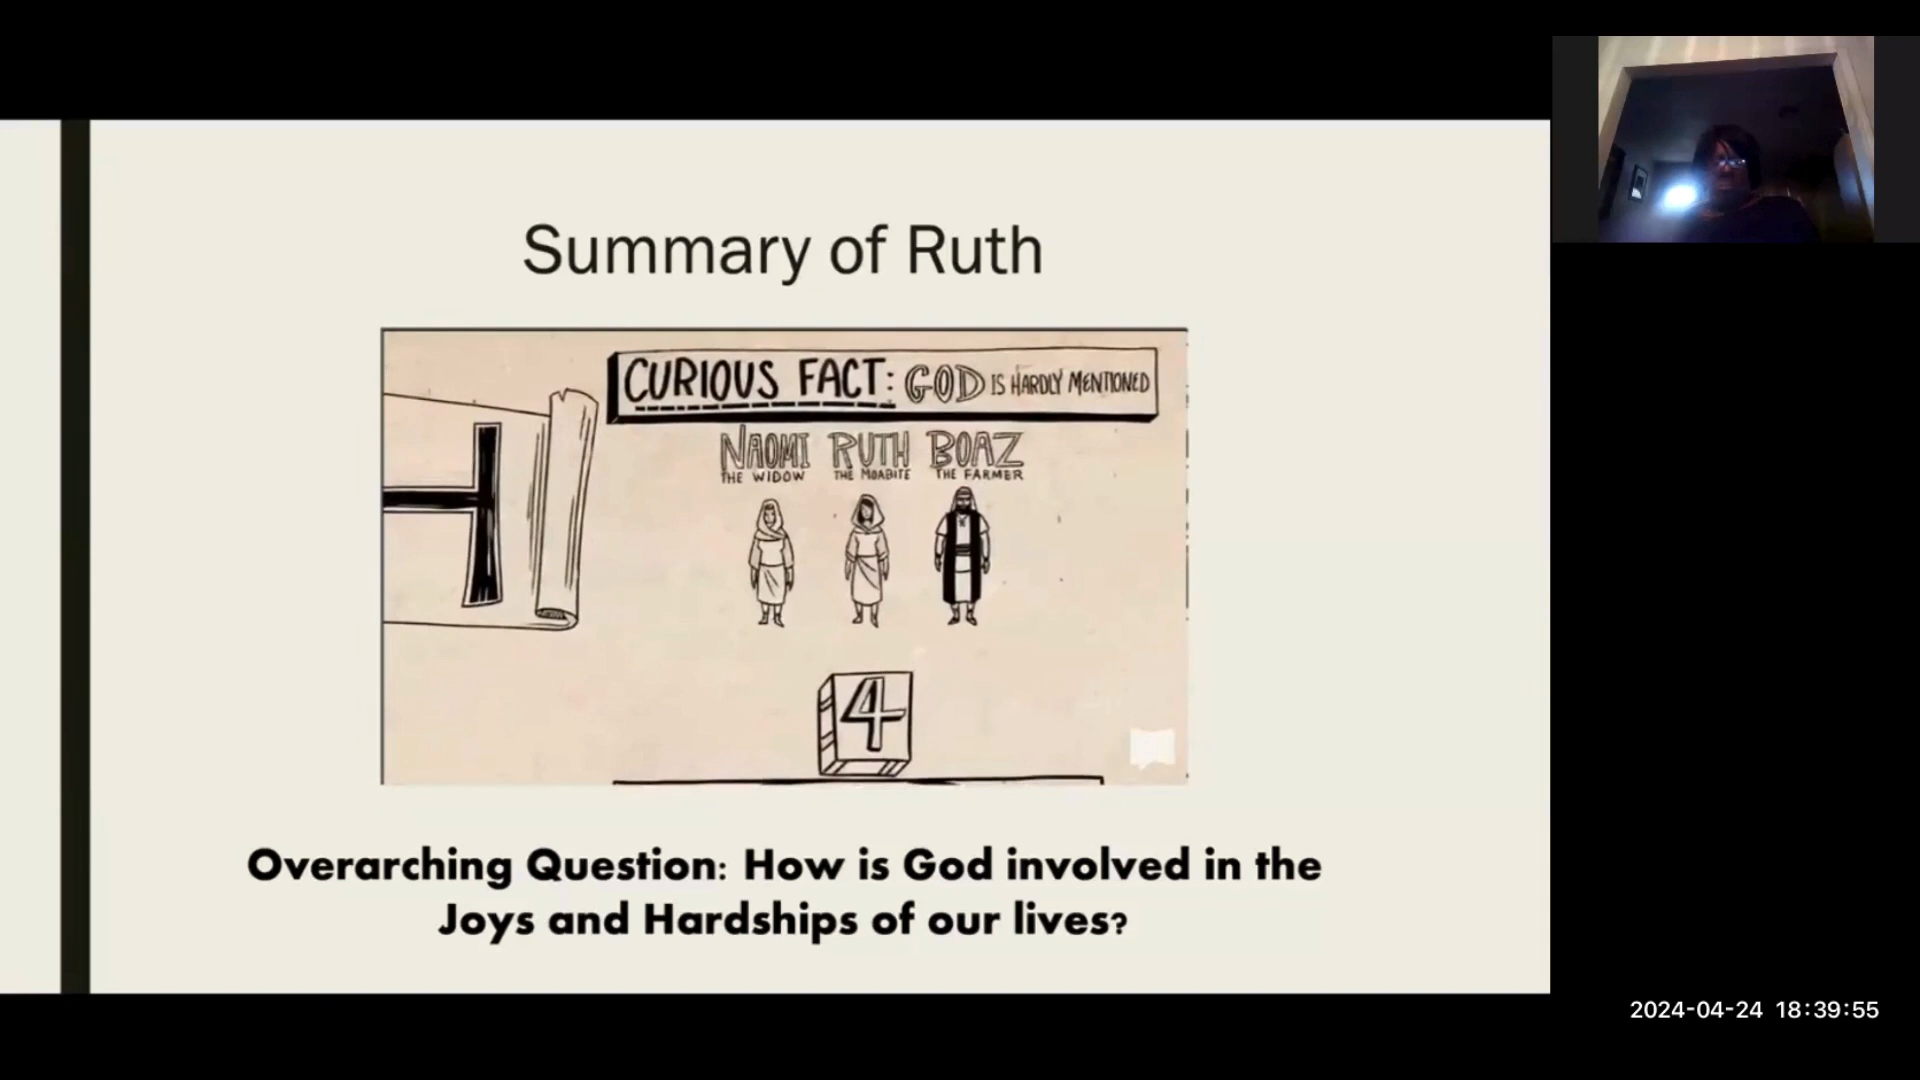 Summary of Ruth
CURIOUS FACT: GOD IS HARDLY MENTIONED
NAOMI RUTH BOAZ
THE WIDOW THE MOABITE THE FARMER
H
4
Overarching Question: How is God involved in the
Joys and Hardships of our lives?
2024-04-24 18:39:55